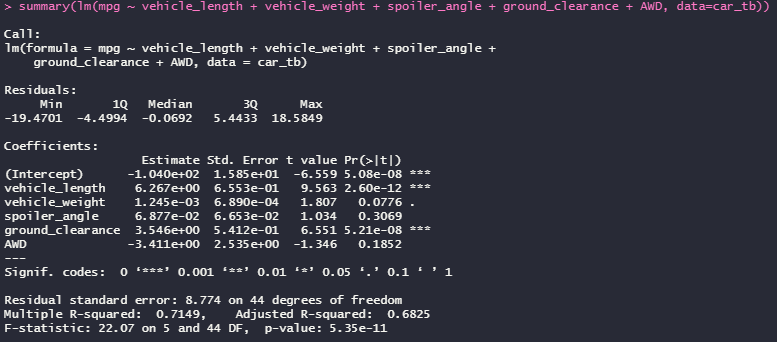 > summary(lm(mpg ~ vehicle_length + vehicle_weight + spoiler_angle + ground_clearance + AWD, data=car_tb))
Call:
lm(formula = mpg ~ vehicle_length + vehicle_weight + spoiler_angle +
    ground_clearance + AWD, data = car_tb)
Residuals:
     Min       1Q   Median       3Q      Max
-19.4701  -4.4994  -0.0692   5.4433  18.5849
Coefficients:
                   Estimate Std. Error t value Pr(>|t|)
(Intercept)      -1.040e+02  1.585e+01  -6.559 5.08e-08 ***
vehicle_length    6.267e+00  6.553e-01   9.563 2.60e-12 ***
vehicle_weight    1.245e-03  6.890e-04   1.807   0.0776 .
spoiler_angle     6.877e-02  6.653e-02   1.034   0.3069
ground_clearance  3.546e+00  5.412e-01   6.551 5.21e-08 ***
AWD              -3.411e+00  2.535e+00  -1.346   0.1852
---
Signif. codes:  0 ‘***’ 0.001 ‘**’ 0.01 ‘*’ 0.05 ‘.’ 0.1 ‘ ’ 1
Residual standard error: 8.774 on 44 degrees of freedom
Multiple R-squared:  0.7149,    Adjusted R-squared:  0.6825
F-statistic: 22.07 on 5 and 44 DF,  p-value: 5.35e-11